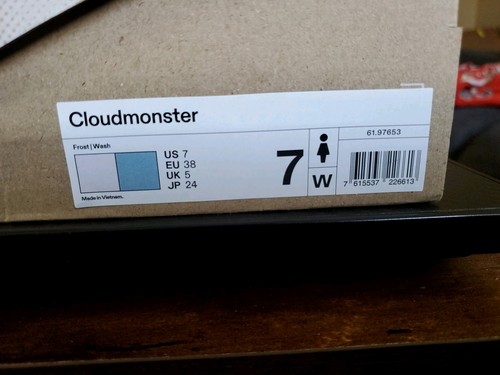 Cloudmonster
Frost | Wash
US 7
EU 38
UK 5
JP 24
Made in Vietnam.
7
W
61.97653
7 615537 226613